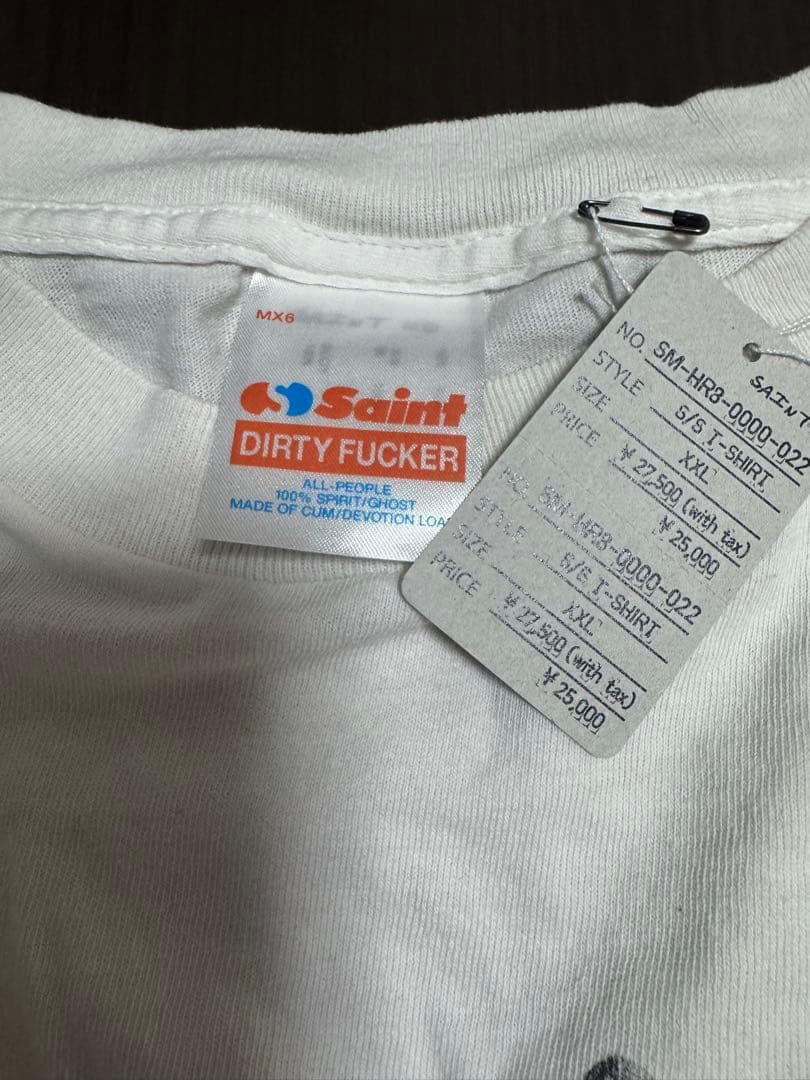 MX6
Saint
DIRTY FUCKER
ALL-PEOPLE
100% SPIRIT/GHOST
MADE OF CUM/DEVOTION LOA
SAINT
NO. SM-HR8-0000-022
STYLE S/S T-SHIRT
SIZE XXL
PRICE ¥ 27,500 (with tax)
¥ 25,000
NO. SM-HR8-0000-022
STYLE S/S T-SHIRT
SIZE XXL
PRICE ¥ 27,500 (with tax)
¥ 25,000